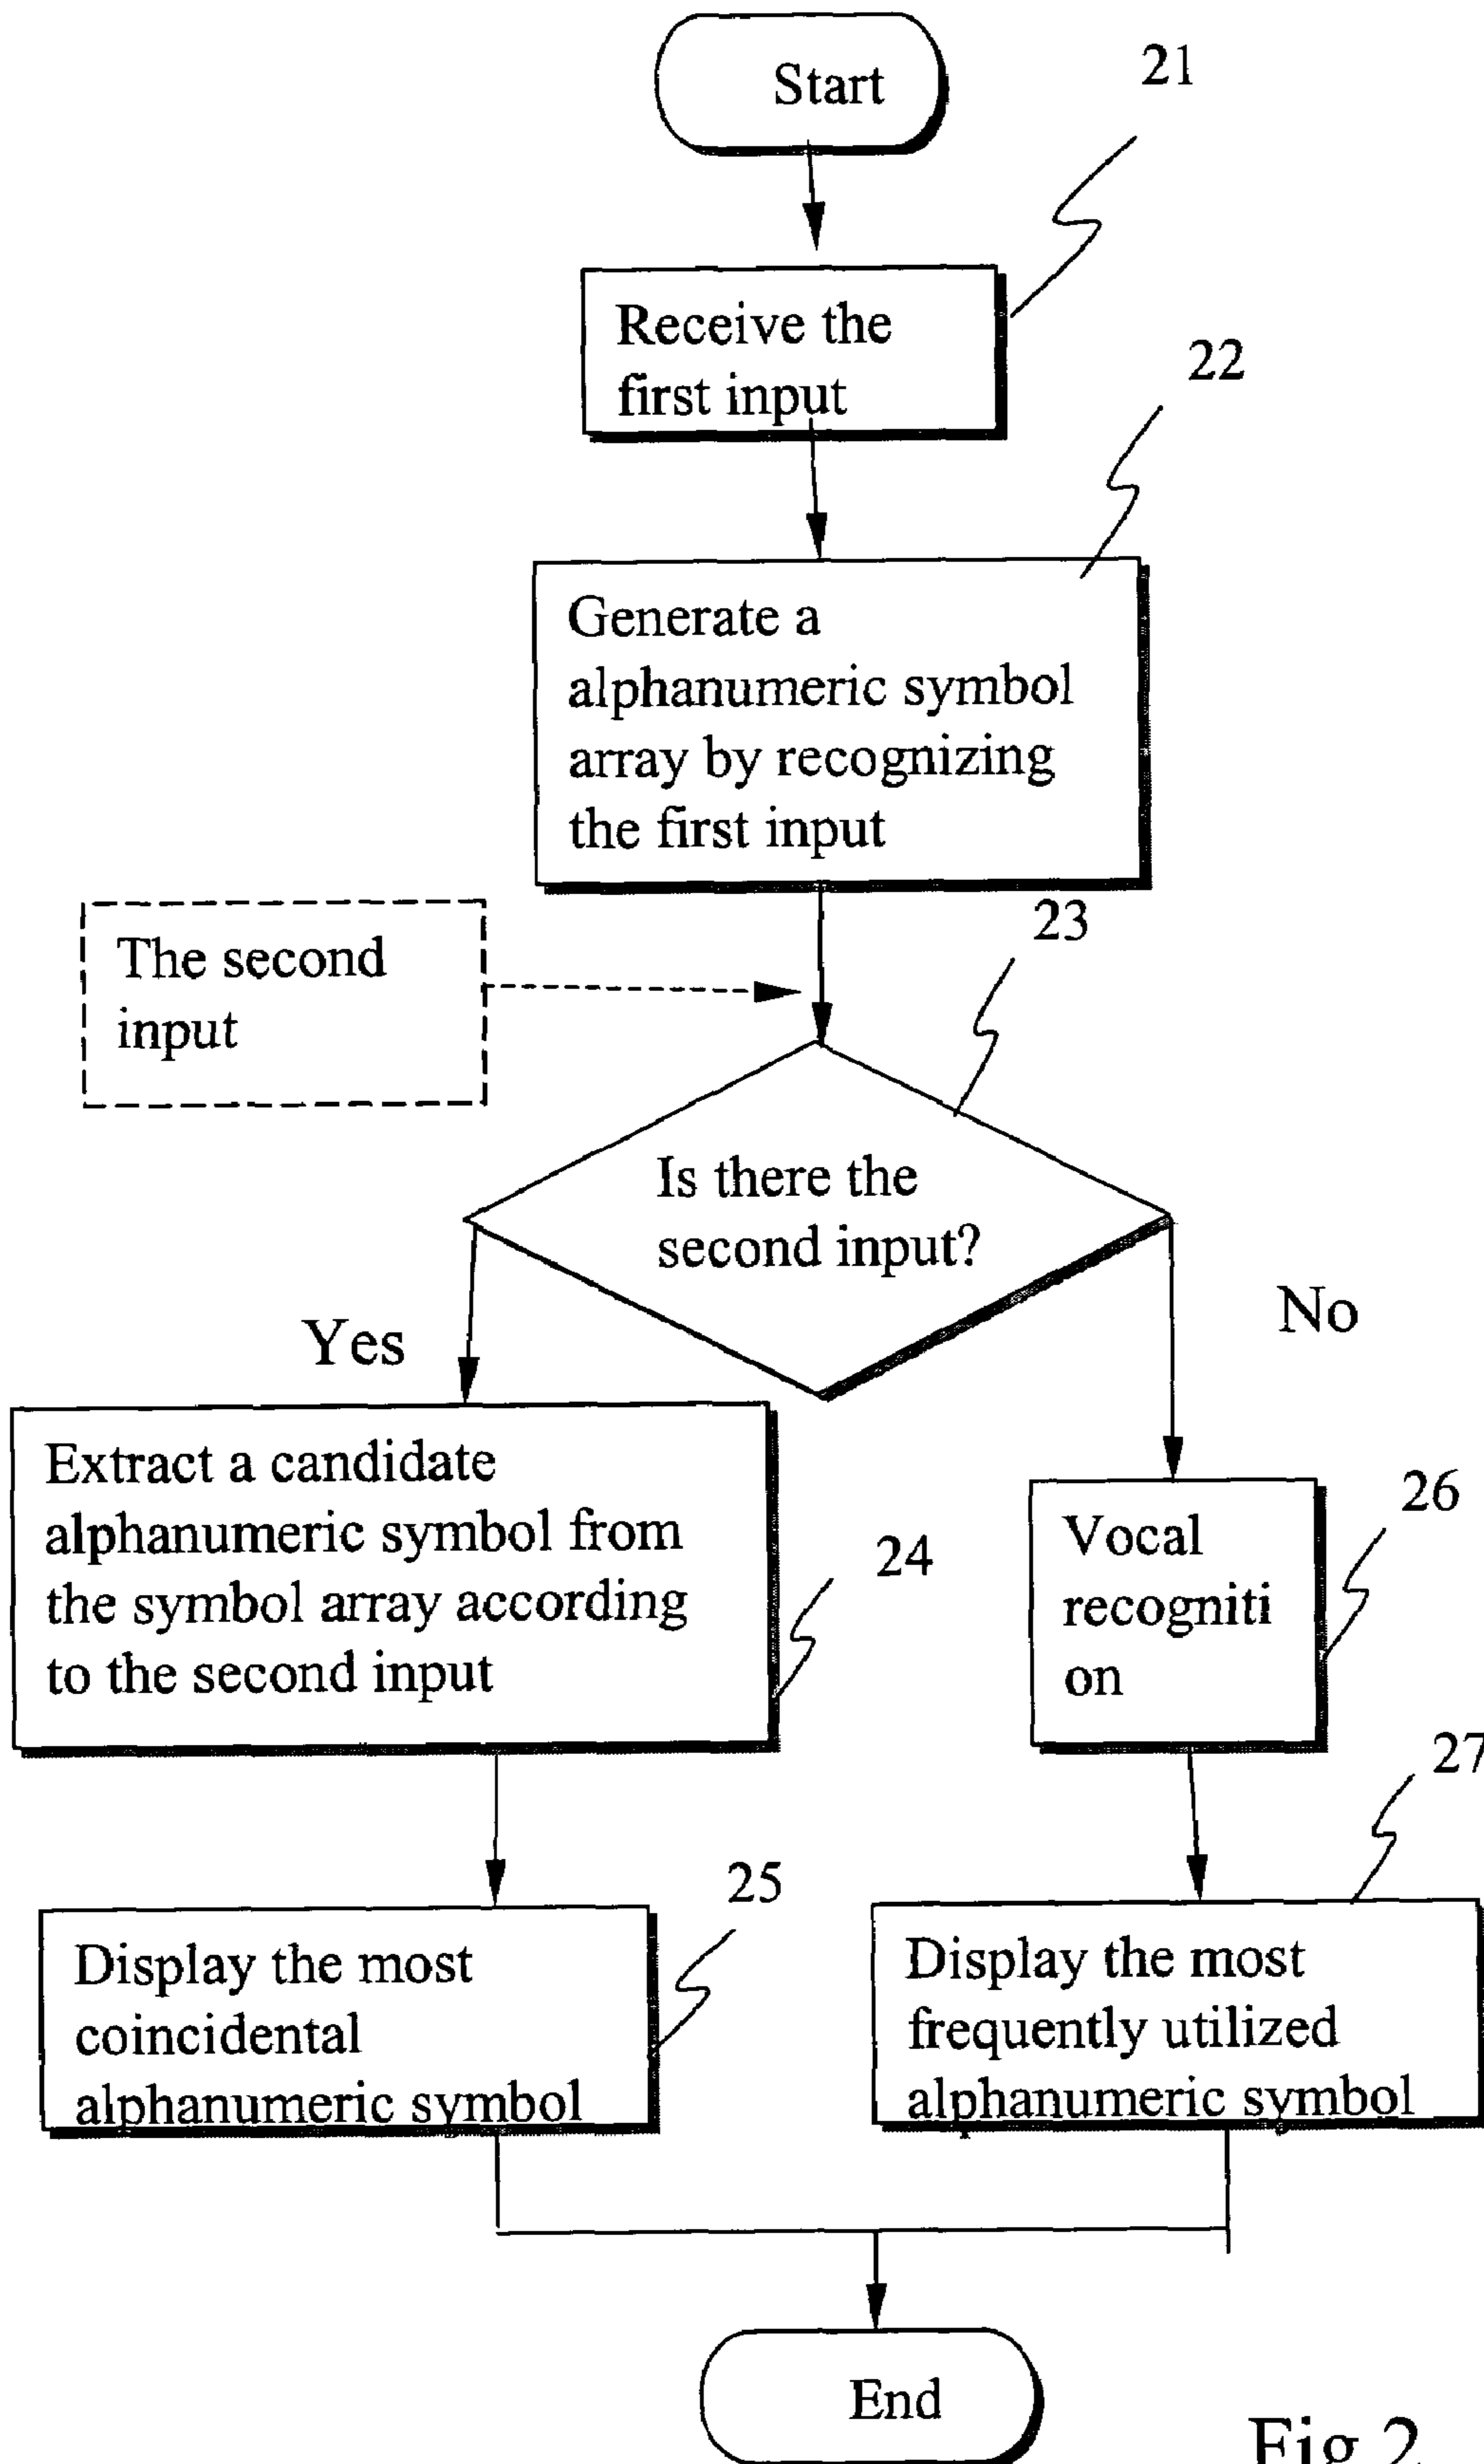 Start
21
Receive the
first input
22
Generate a
alphanumeric symbol
array by recognizing
the first input
The second
input
23
Is there the
second input?
Yes
No
Extract a candidate
alphanumeric symbol from
the symbol array according
to the second input
24
Vocal
recogniti
on
26
25
Display the most
coincidental
alphanumeric symbol
27
Display the most
frequently utilized
alphanumeric symbol
End
Fig 2